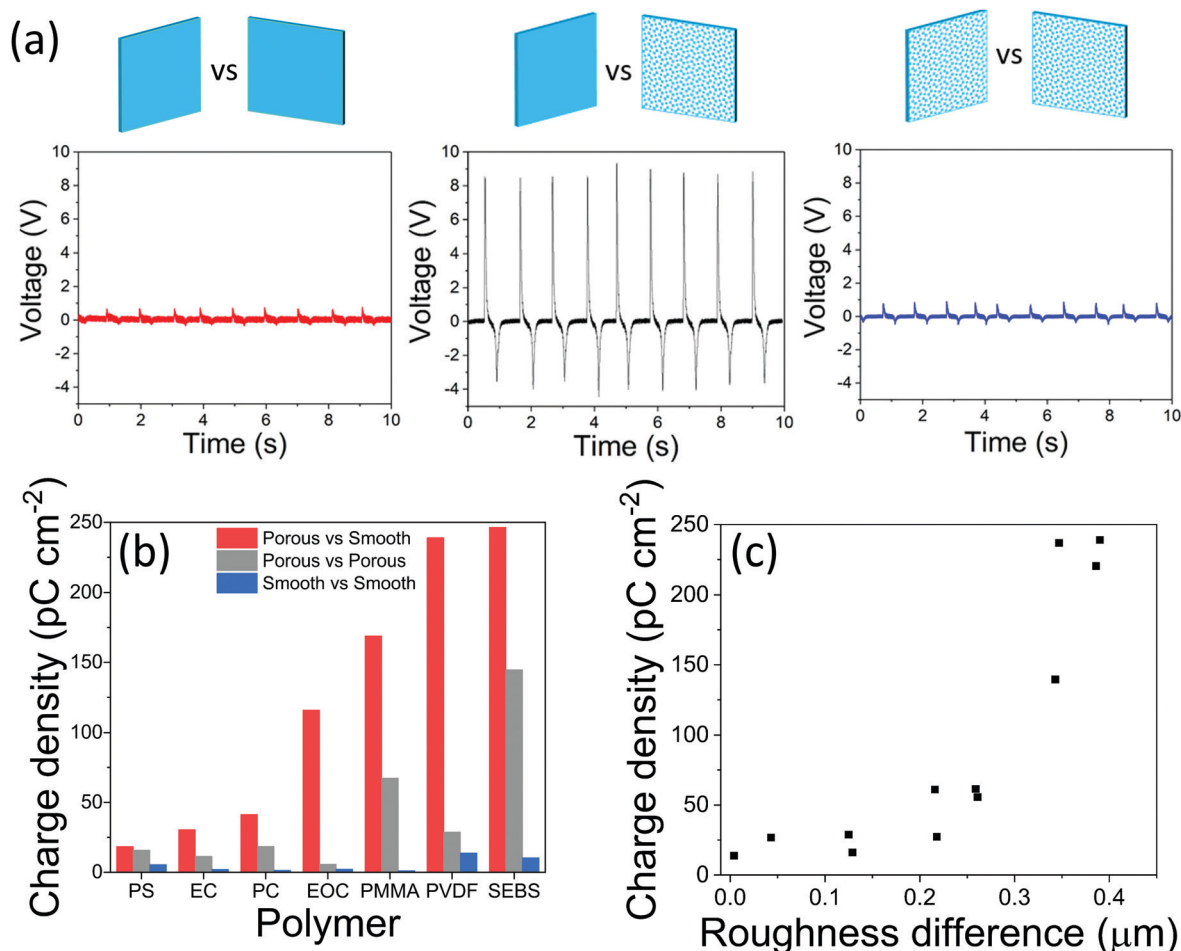 (a)
vs
vs
vs
10
8
6
4
2
0
-2
-4
Voltage (V)
0 2 4 6 8 10
Time (s)
10
8
6
4
2
0
-2
-4
Voltage (V)
0 2 4 6 8 10
Time (s)
10
8
6
4
2
0
-2
-4
Voltage (V)
0 2 4 6 8 10
Time (s)
(b)
Charge density (pC cm⁻²)
250
200
150
100
50
0
Porous vs Smooth
Porous vs Porous
Smooth vs Smooth
PS EC PC EOC PMMA PVDF SEBS
Polymer
(c)
Charge density (pC cm⁻²)
250
200
150
100
50
0
0.0 0.1 0.2 0.3 0.4
Roughness difference (μm)